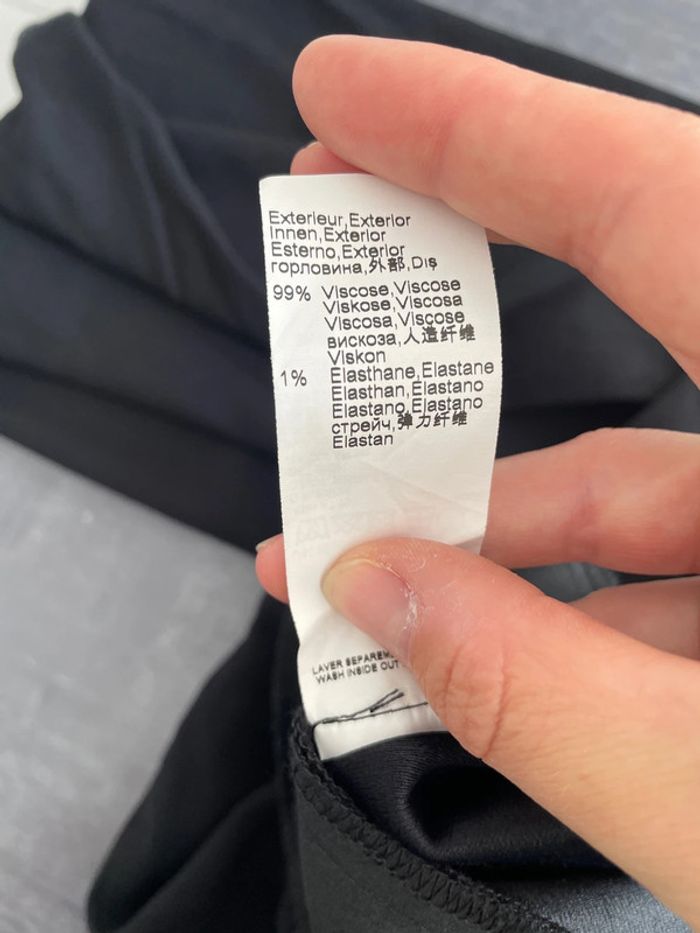 Exterieur,Exterior
Innen,Exterior
Esterno,Exterior
горловина,外部,Dış
99% Viscose,Viscose
Viskose,Viscosa
Viscosa,Viscose
вискоза,人造纤维
Viskon
1% Elasthane,Elastane
Elasthan,Elastano
Elastano,Elastano
стрейч,弹力纤维
Elastan
LAVER
WASH INSIDE OUT